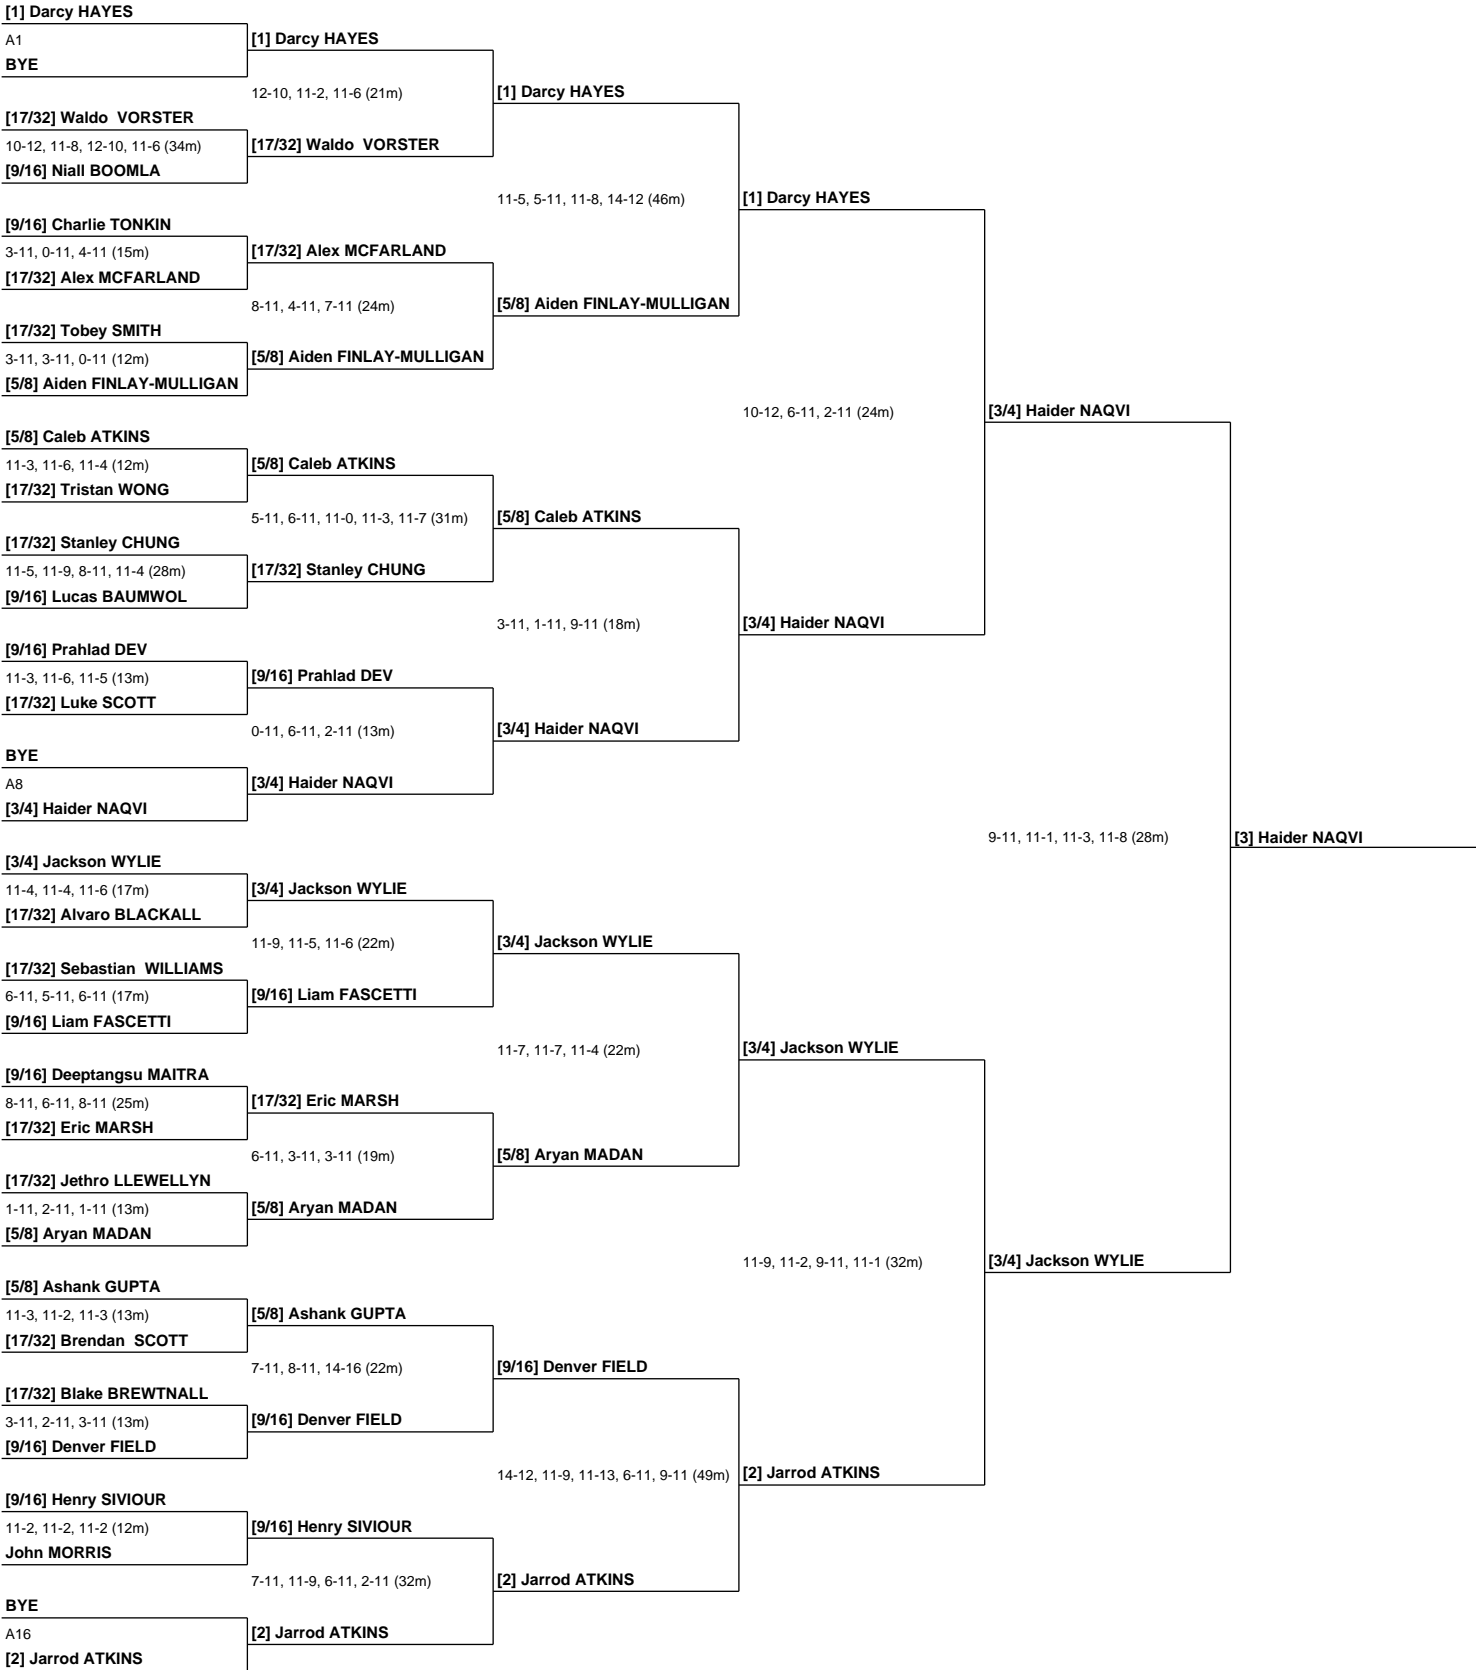 [1] Darcy HAYES
A1
BYE
[17/32] Waldo  VORSTER
10-12, 11-8, 12-10, 11-6 (34m)
[9/16] Niall BOOMLA
[9/16] Charlie TONKIN
3-11, 0-11, 4-11 (15m)
[17/32] Alex MCFARLAND
[17/32] Tobey SMITH
3-11, 3-11, 0-11 (12m)
[5/8] Aiden FINLAY-MULLIGAN
[5/8] Caleb ATKINS
11-3, 11-6, 11-4 (12m)
[17/32] Tristan WONG
[17/32] Stanley CHUNG
11-5, 11-9, 8-11, 11-4 (28m)
[9/16] Lucas BAUMWOL
[9/16] Prahlad DEV
11-3, 11-6, 11-5 (13m)
[17/32] Luke SCOTT
BYE
A8
[3/4] Haider NAQVI
[3/4] Jackson WYLIE
11-4, 11-4, 11-6 (17m)
[17/32] Alvaro BLACKALL
[17/32] Sebastian  WILLIAMS
6-11, 5-11, 6-11 (17m)
[9/16] Liam FASCETTI
[9/16] Deeptangsu MAITRA
8-11, 6-11, 8-11 (25m)
[17/32] Eric MARSH
[17/32] Jethro LLEWELLYN
1-11, 2-11, 1-11 (13m)
[5/8] Aryan MADAN
[5/8] Ashank GUPTA
11-3, 11-2, 11-3 (13m)
[17/32] Brendan  SCOTT
[17/32] Blake BREWTNALL
3-11, 2-11, 3-11 (13m)
[9/16] Denver FIELD
[9/16] Henry SIVIOUR
11-2, 11-2, 11-2 (12m)
John MORRIS
BYE
A16
[2] Jarrod ATKINS
[1] Darcy HAYES
12-10, 11-2, 11-6 (21m)
[17/32] Waldo  VORSTER
[17/32] Alex MCFARLAND
8-11, 4-11, 7-11 (24m)
[5/8] Aiden FINLAY-MULLIGAN
[5/8] Caleb ATKINS
5-11, 6-11, 11-0, 11-3, 11-7 (31m)
[17/32] Stanley CHUNG
[9/16] Prahlad DEV
0-11, 6-11, 2-11 (13m)
[3/4] Haider NAQVI
[3/4] Jackson WYLIE
11-9, 11-5, 11-6 (22m)
[9/16] Liam FASCETTI
[17/32] Eric MARSH
6-11, 3-11, 3-11 (19m)
[5/8] Aryan MADAN
[5/8] Ashank GUPTA
7-11, 8-11, 14-16 (22m)
[9/16] Denver FIELD
[9/16] Henry SIVIOUR
7-11, 11-9, 6-11, 2-11 (32m)
[2] Jarrod ATKINS
[1] Darcy HAYES
11-5, 5-11, 11-8, 14-12 (46m)
[5/8] Aiden FINLAY-MULLIGAN
[5/8] Caleb ATKINS
3-11, 1-11, 9-11 (18m)
[3/4] Haider NAQVI
[3/4] Jackson WYLIE
11-7, 11-7, 11-4 (22m)
[5/8] Aryan MADAN
[9/16] Denver FIELD
14-12, 11-9, 11-13, 6-11, 9-11 (49m)
[2] Jarrod ATKINS
[1] Darcy HAYES
10-12, 6-11, 2-11 (24m)
[3/4] Haider NAQVI
[3/4] Jackson WYLIE
11-9, 11-2, 9-11, 11-1 (32m)
[2] Jarrod ATKINS
[3/4] Haider NAQVI
9-11, 11-1, 11-3, 11-8 (28m)
[3/4] Jackson WYLIE
[3] Haider NAQVI